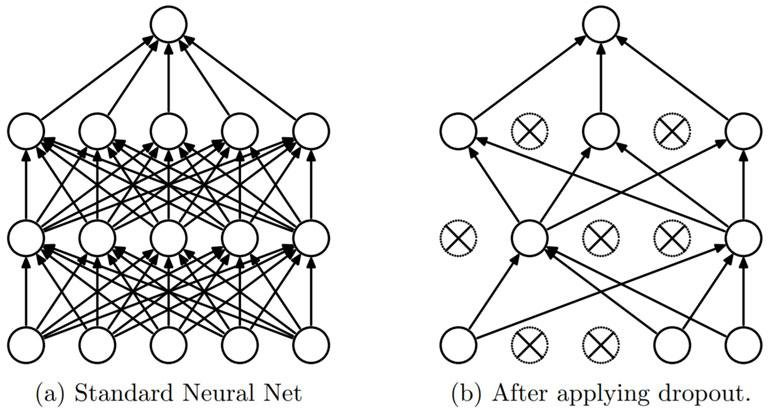 (a) Standard Neural Net
(b) After applying dropout.